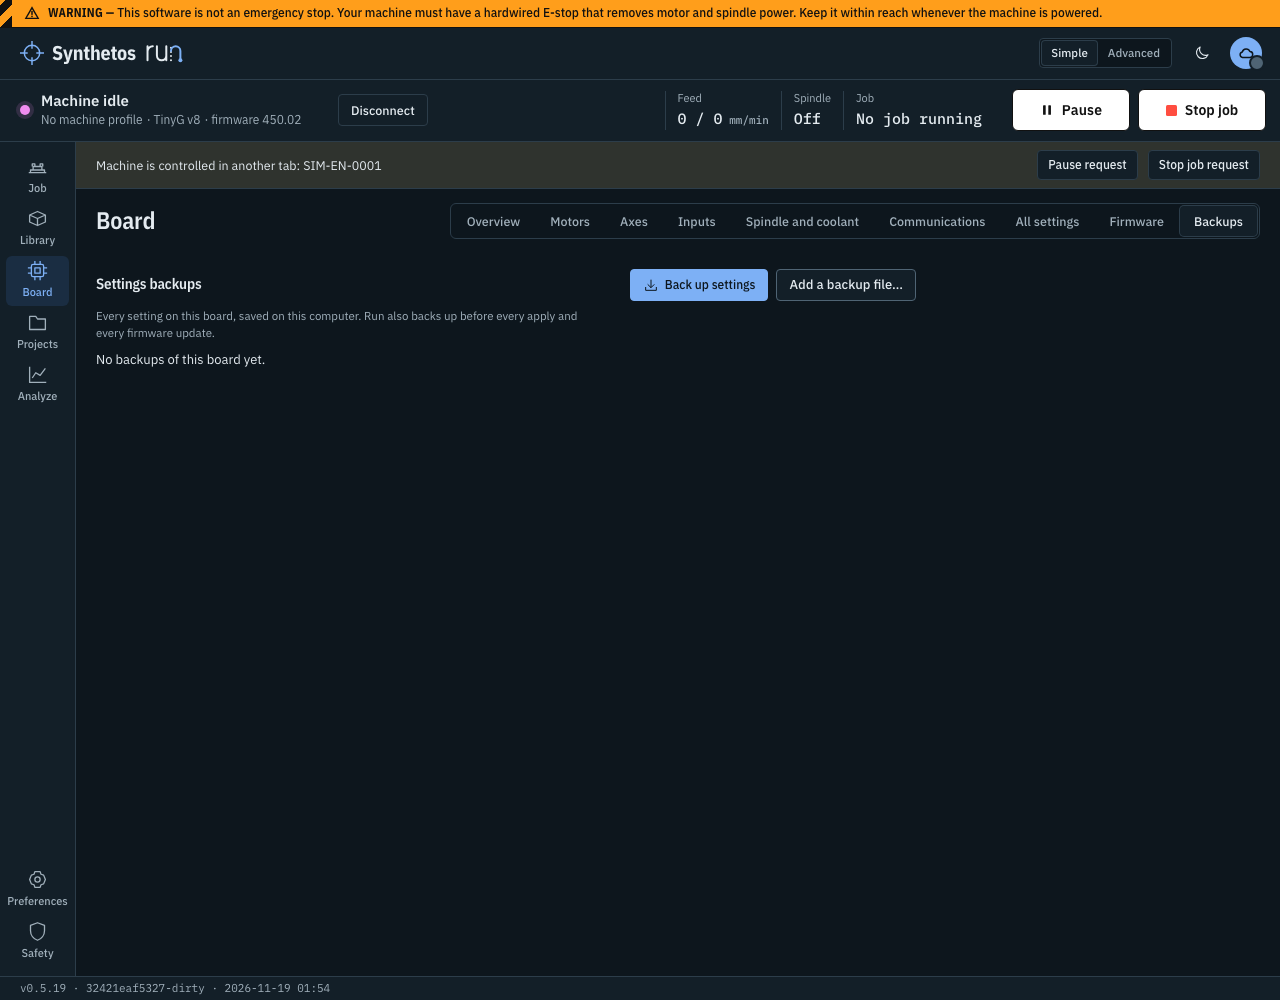 WARNING — This software is not an emergency stop. Your machine must have a hardwired E-stop that removes motor and spindle power. Keep it within reach whenever the machine is powered.
Synthetos run
Simple
Advanced
Machine idle
No machine profile · TinyG v8 · firmware 450.02
Disconnect
Feed
0 / 0 mm/min
Spindle
Off
Job
No job running
Pause
Stop job
Machine is controlled in another tab: SIM-EN-0001
Pause request
Stop job request
Job
Library
Board
Projects
Analyze
Preferences
Safety
Board
Overview
Motors
Axes
Inputs
Spindle and coolant
Communications
All settings
Firmware
Backups
Settings backups
Back up settings
Add a backup file...
Every setting on this board, saved on this computer. Run also backs up before every apply and
every firmware update.
No backups of this board yet.
v0.5.19 · 32421eaf5327-dirty · 2026-11-19 01:54